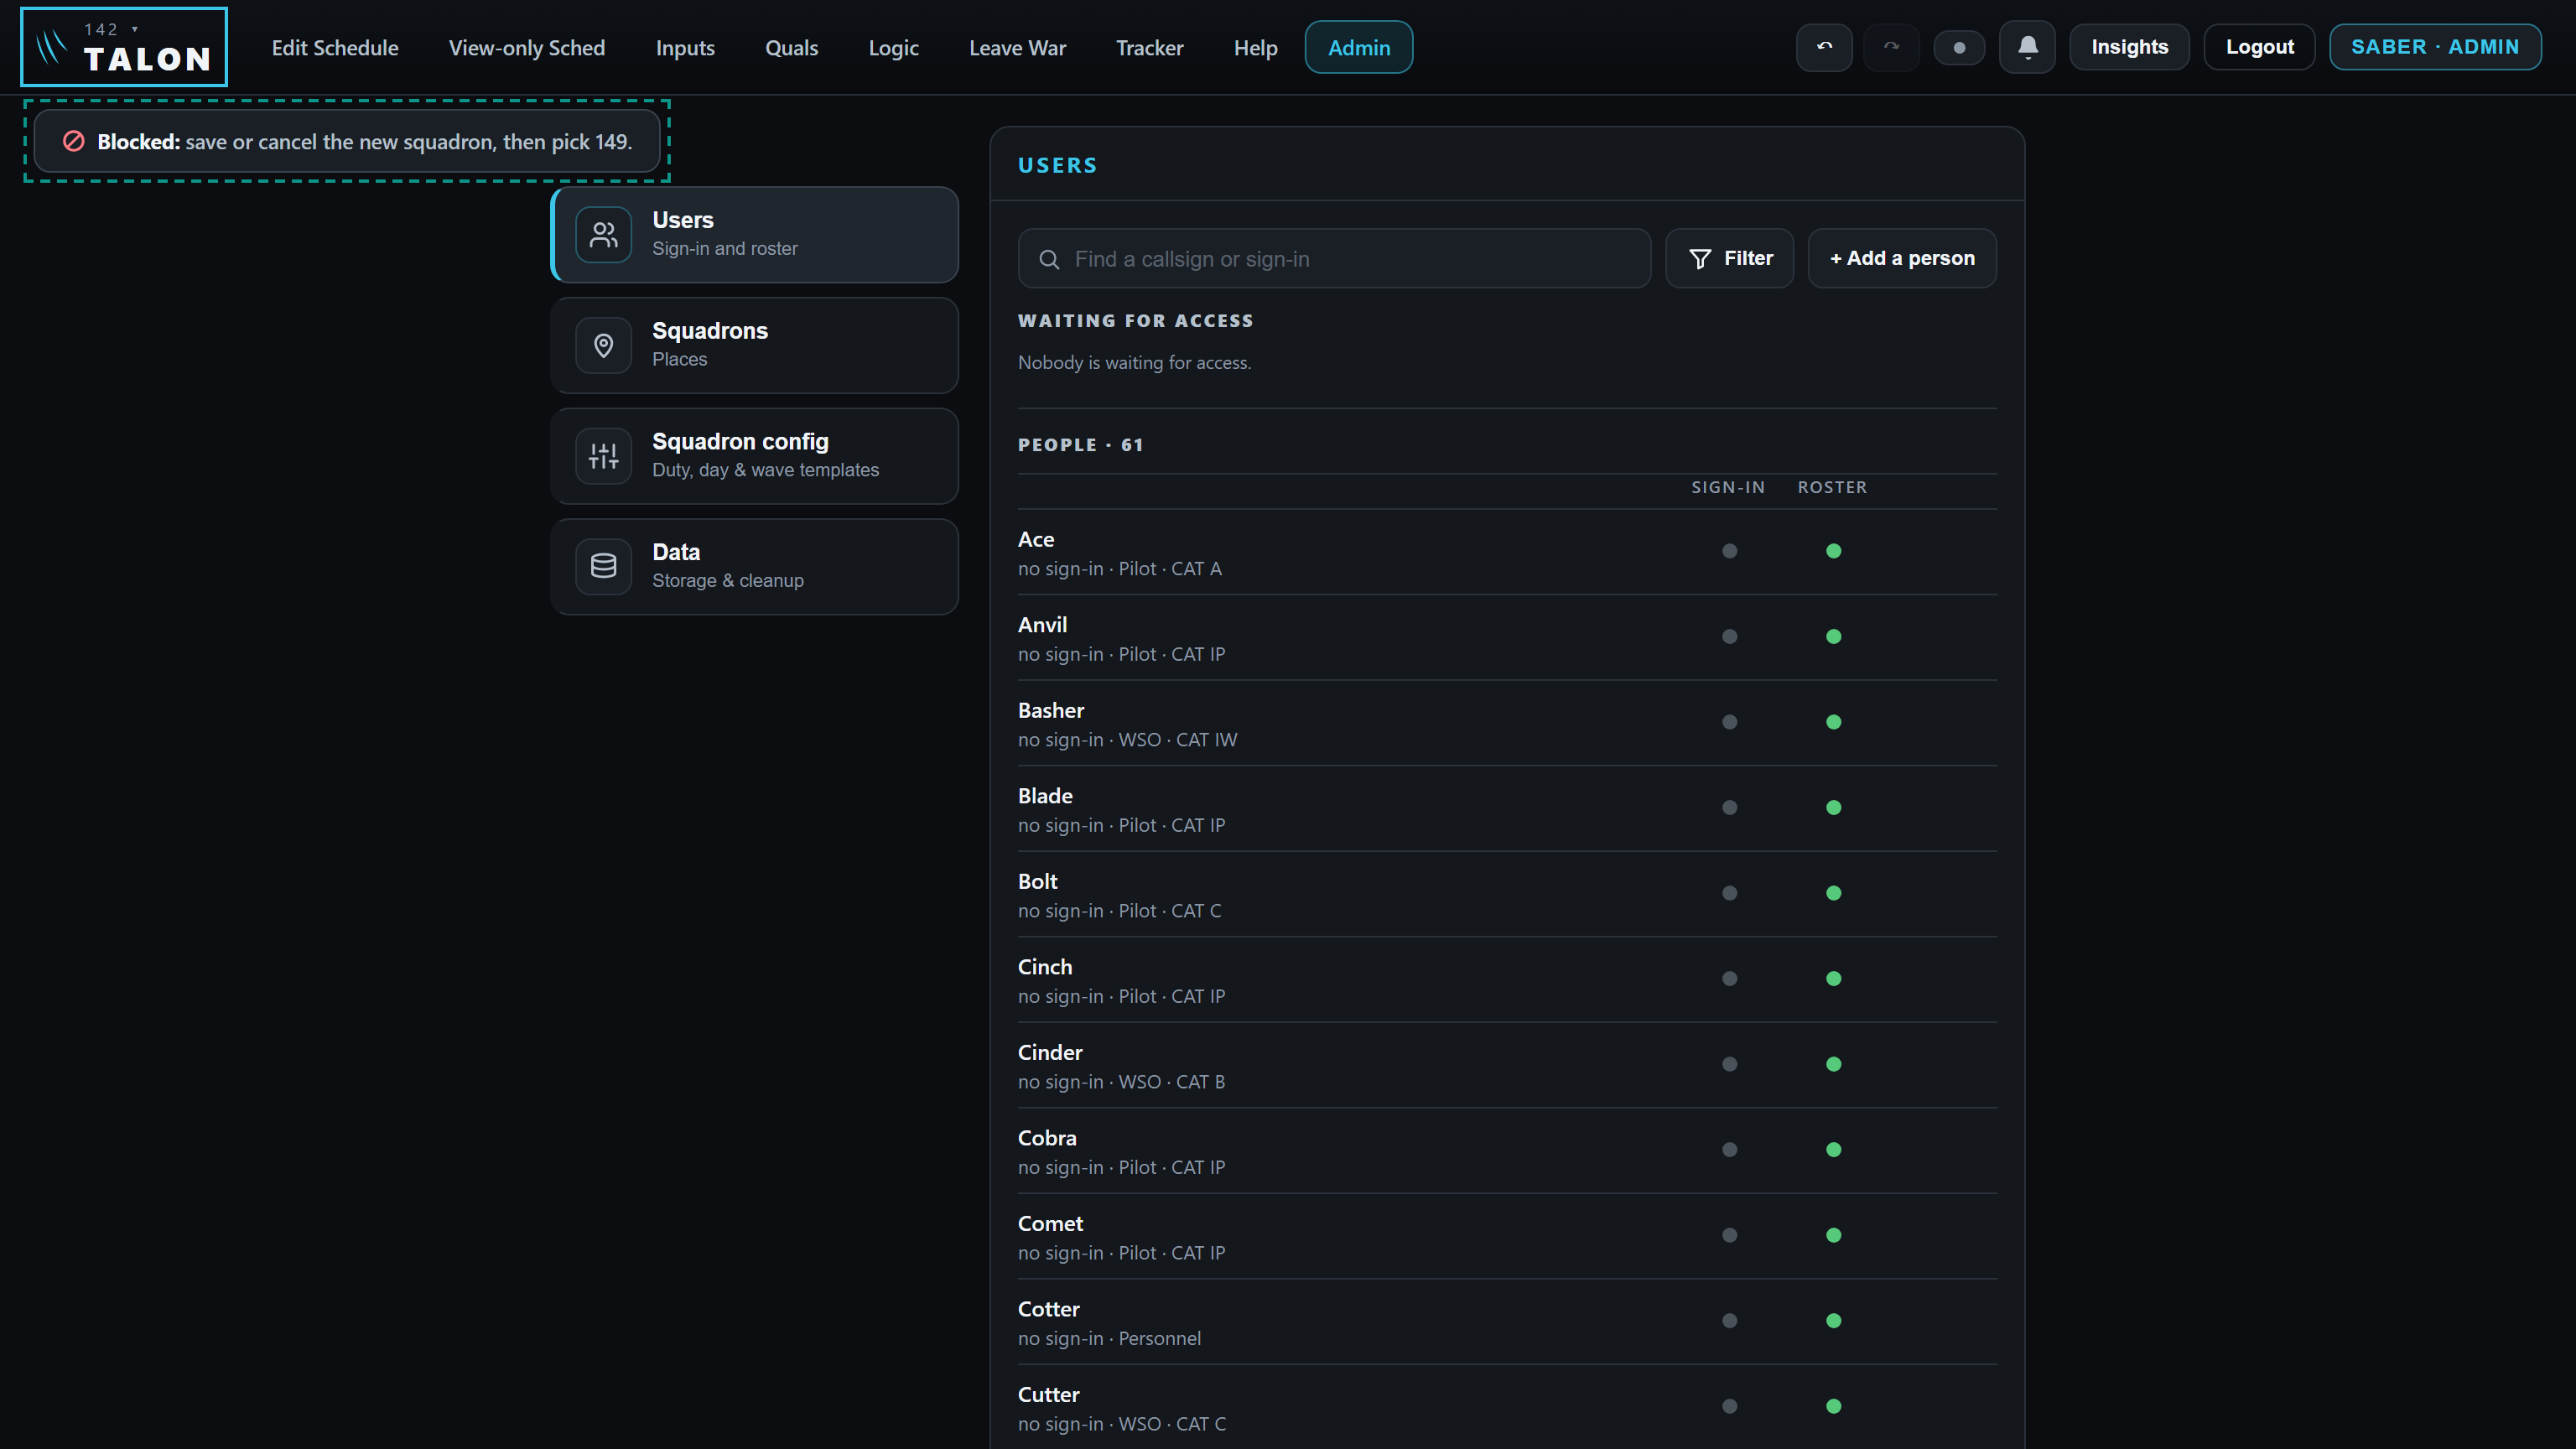 142 ▾
TALON
Edit Schedule
View-only Sched
Inputs
Quals
Logic
Leave War
Tracker
Help
Admin
Insights
Logout
SABER · ADMIN
Blocked: save or cancel the new squadron, then pick 149.
Users
Sign-in and roster
Squadrons
Places
Squadron config
Duty, day & wave templates
Data
Storage & cleanup
USERS
Find a callsign or sign-in
Filter
+ Add a person
WAITING FOR ACCESS
Nobody is waiting for access.
PEOPLE · 61
SIGN-IN ROSTER
Ace
no sign-in · Pilot · CAT A
Anvil
no sign-in · Pilot · CAT IP
Basher
no sign-in · WSO · CAT IW
Blade
no sign-in · Pilot · CAT IP
Bolt
no sign-in · Pilot · CAT C
Cinch
no sign-in · Pilot · CAT IP
Cinder
no sign-in · WSO · CAT B
Cobra
no sign-in · Pilot · CAT IP
Comet
no sign-in · Pilot · CAT IP
Cotter
no sign-in · Personnel
Cutter
no sign-in · WSO · CAT C